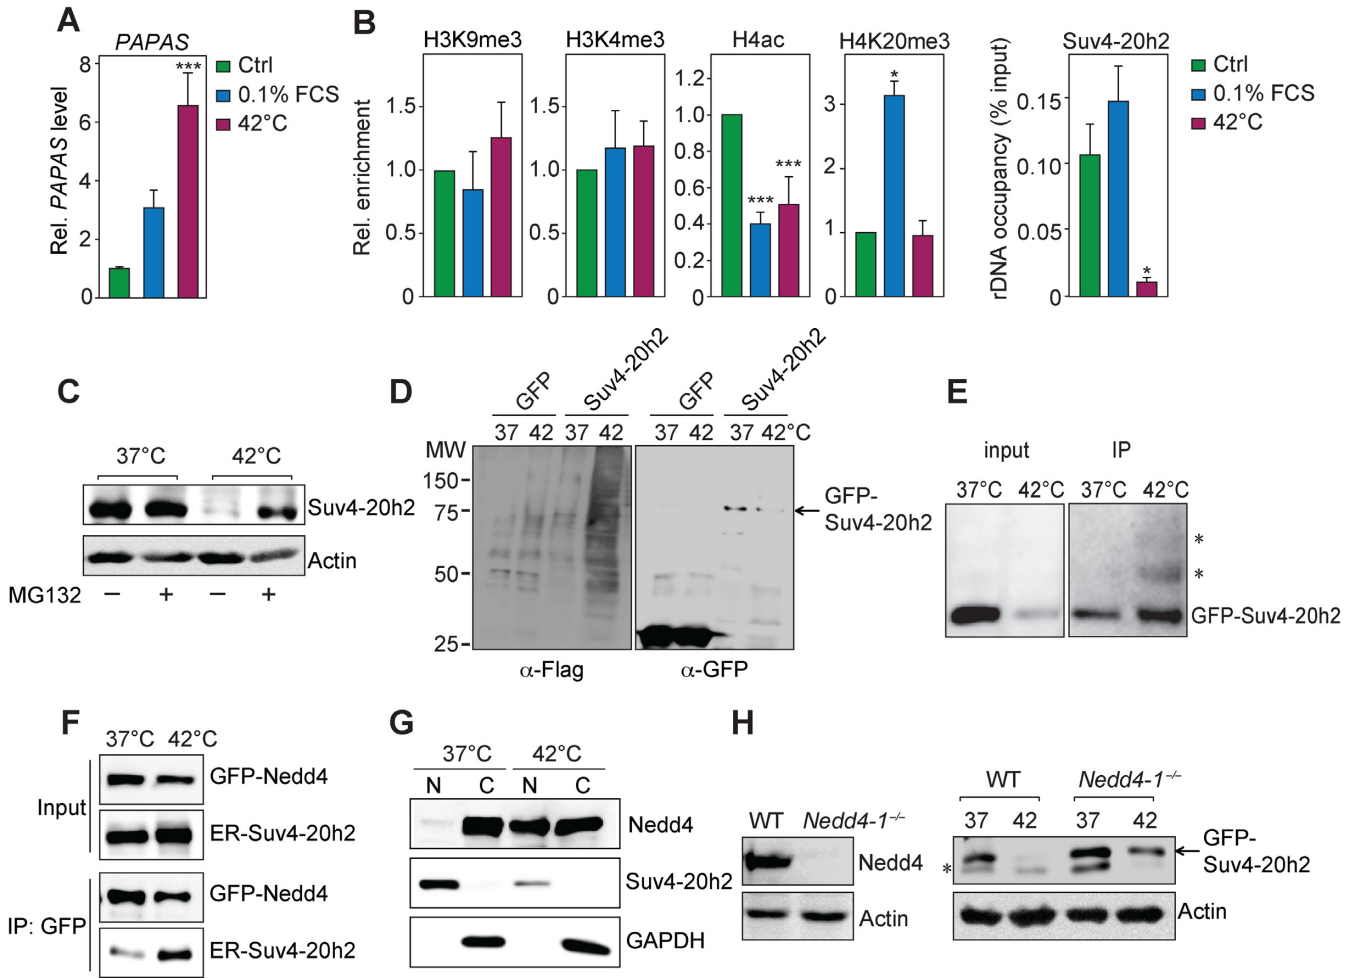 A
PAPAS
Rel. PAPAS level
8
6
4
2
0
***
Ctrl
0.1% FCS
42°C
B
H3K9me3
H3K4me3
H4ac
H4K20me3
Suv4-20h2
Rel. enrichment
1.5
1.0
0.5
0
1.5
1.0
0.5
0
1.2
1.0
0.8
0.6
0.4
0.2
0
***
***
3
2
1
0
*
rDNA occupancy (% input)
0.15
0.10
0.05
0
*
Ctrl
0.1% FCS
42°C
C
37°C 42°C
Suv4-20h2
Actin
MG132 − + − +
D
GFP Suv4-20h2 GFP Suv4-20h2
37 42 37 42 37 42 37 42°C
MW
150
75
50
25
GFP-
Suv4-20h2
α-Flag α-GFP
E
input IP
37°C 42°C 37°C 42°C
*
*
GFP-Suv4-20h2
F
37°C 42°C
Input
GFP-Nedd4
ER-Suv4-20h2
IP: GFP
GFP-Nedd4
ER-Suv4-20h2
G
37°C 42°C
N C N C
Nedd4
Suv4-20h2
GAPDH
H
WT Nedd4-1−/−
Nedd4
Actin
WT Nedd4-1−/−
37 42 37 42
*
GFP-
Suv4-20h2
Actin